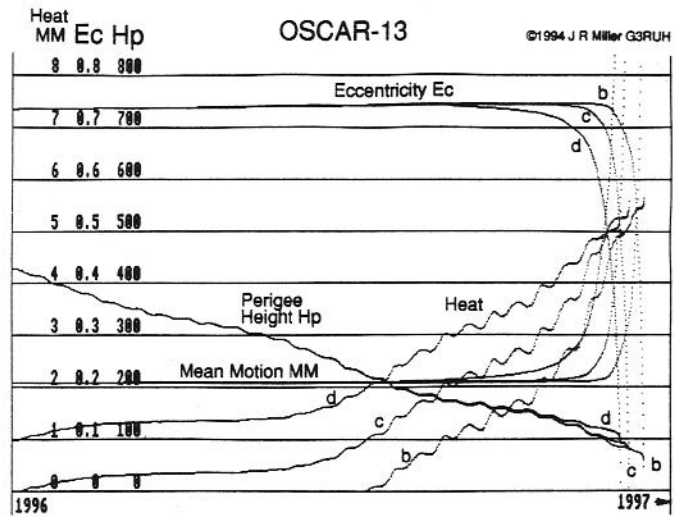 Heat
MM Ec Hp
OSCAR-13
©1994 J R Miller G3RUH
8 0.8 800
Eccentricity Ec
b
c
7 0.7 700
d
6 0.6 600
5 0.5 500
4 0.4 400
Perigee
Height Hp
Heat
3 0.3 300
Mean Motion MM
2 0.2 200
d
c
d
1 0.1 100
b
c
b
0 0 0
1996
1997